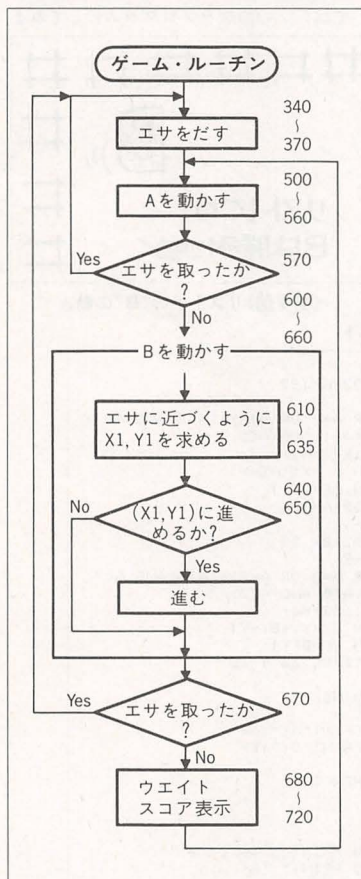 ゲーム・ルーチン
エサをだす
340
〜
370
Aを動かす
500
〜
560
エサを取ったか
?
570
Yes
No
600
〜
660
Bを動かす
エサに近づくように
X1, Y1を求める
610
〜
635
(X1,Y1)に進
めるか?
640
650
No
Yes
進む
エサを取ったか
?
670
Yes
No
ウエイト
スコア表示
680
〜
720